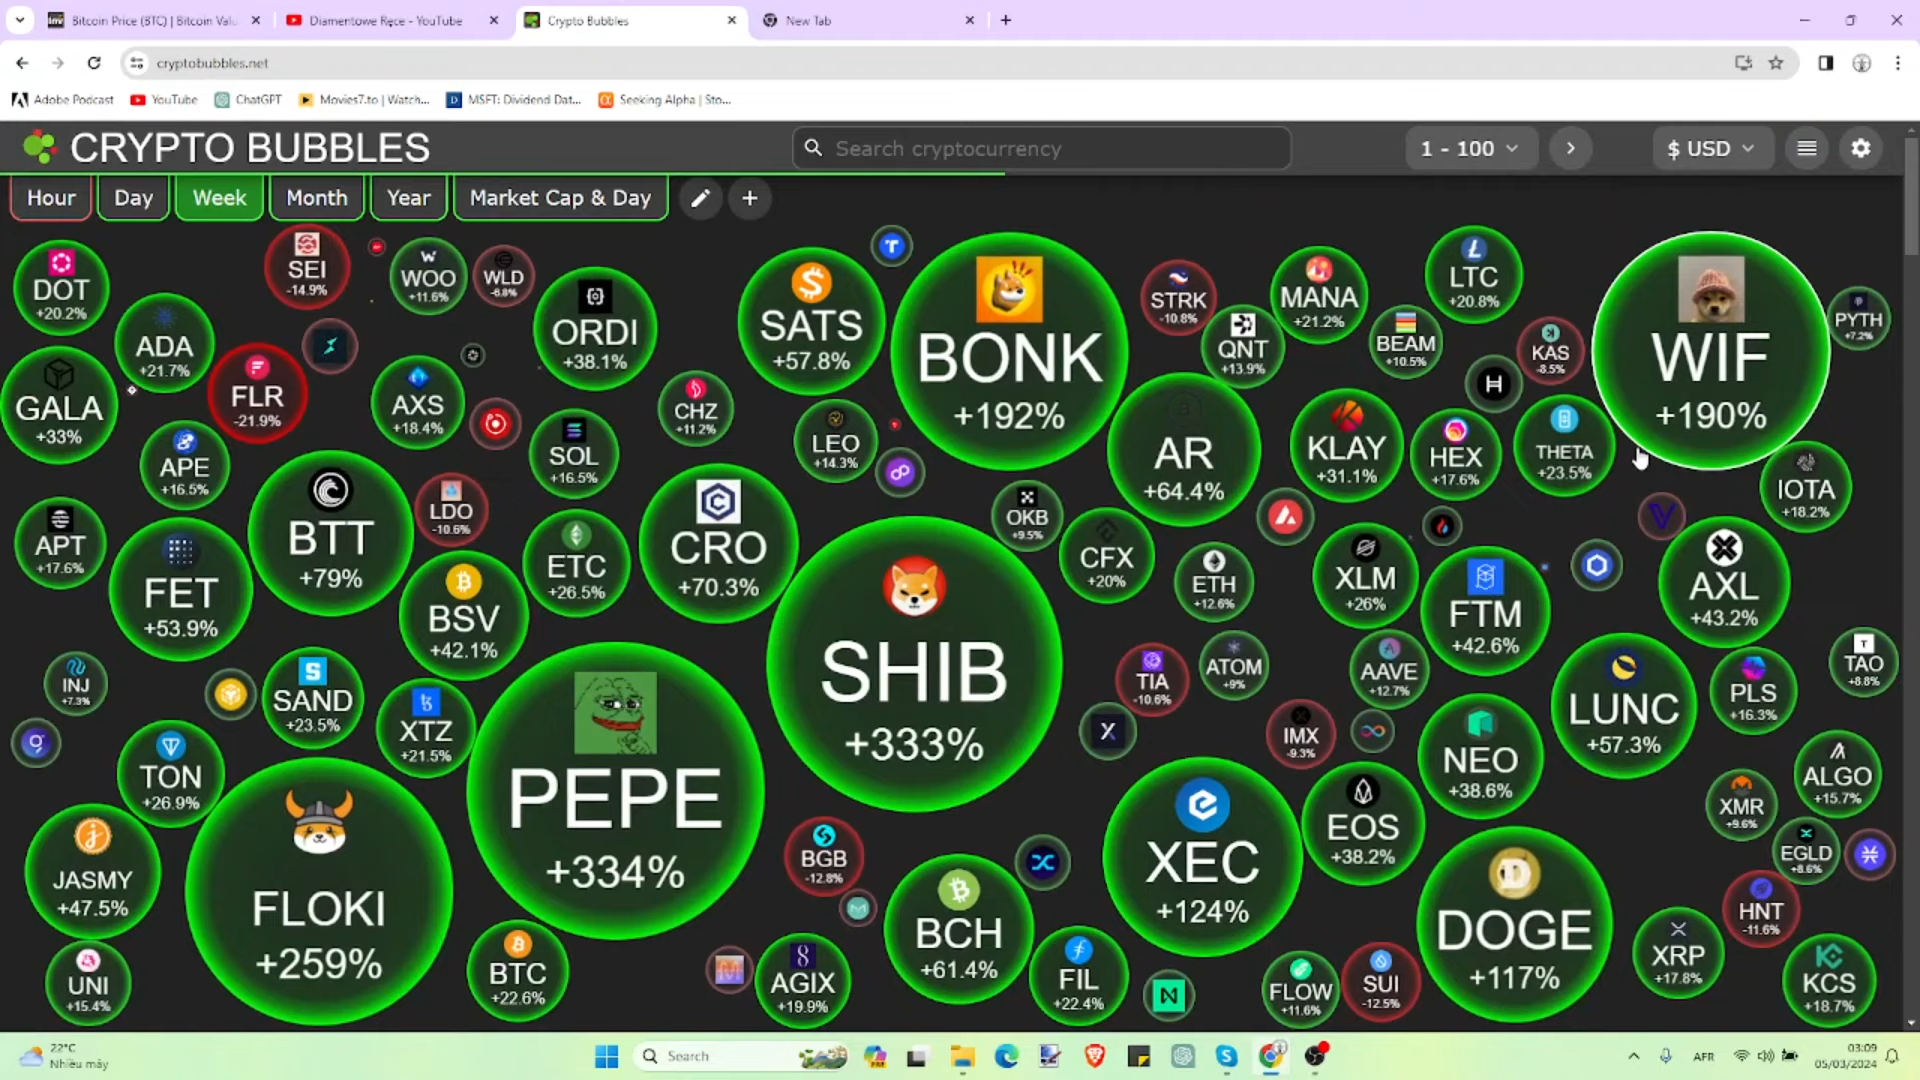 Bitcoin Price (BTC) | Bitcoin Valu
Diamentowe Ręce - YouTube
Crypto Bubbles
New Tab
cryptobubbles.net
Adobe Podcast
YouTube
ChatGPT
Movies7.to | Watch...
MSFT: Dividend Dat...
Seeking Alpha | Sto...
CRYPTO BUBBLES
Search cryptocurrency
1 - 100
$ USD
Hour
Day
Week
Month
Year
Market Cap & Day
DOT
+20.2%
ADA
+21.7%
SEI
-14.9%
WOO
+11.6%
WLD
-6.8%
ORDI
+38.1%
SATS
+57.8%
BONK
+192%
STRK
-10.8%
QNT
+13.9%
MANA
+21.2%
BEAM
+10.5%
LTC
+20.8%
KAS
-8.5%
WIF
+190%
PYTH
+7.2%
GALA
+33%
FLR
-21.9%
AXS
+18.4%
CHZ
+11.2%
LEO
+14.3%
AR
+64.4%
KLAY
+31.1%
HEX
+17.6%
THETA
+23.5%
IOTA
+18.2%
APE
+16.5%
SOL
+16.5%
APT
+17.6%
FET
+53.9%
BTT
+79%
LDO
-10.6%
BSV
+42.1%
ETC
+26.5%
CRO
+70.3%
OKB
+9.5%
CFX
+20%
ETH
+12.6%
XLM
+26%
FTM
+42.6%
AXL
+43.2%
INJ
+7.3%
SAND
+23.5%
XTZ
+21.5%
PEPE
+334%
SHIB
+333%
TIA
-10.6%
ATOM
+9%
AAVE
+12.7%
IMX
-9.3%
NEO
+38.6%
LUNC
+57.3%
PLS
+16.3%
TAO
+8.8%
TON
+26.9%
JASMY
+47.5%
FLOKI
+259%
BGB
-12.8%
BCH
+61.4%
XEC
+124%
EOS
+38.2%
DOGE
+117%
XMR
+9.6%
ALGO
+15.7%
EGLD
+8.6%
HNT
-11.6%
UNI
+15.4%
BTC
+22.6%
AGIX
+19.9%
FIL
+22.4%
FLOW
+11.6%
SUI
-12.5%
XRP
+17.8%
KCS
+18.7%
22°C
Nhiều mây
Search
AFR
03:09
05/03/2024